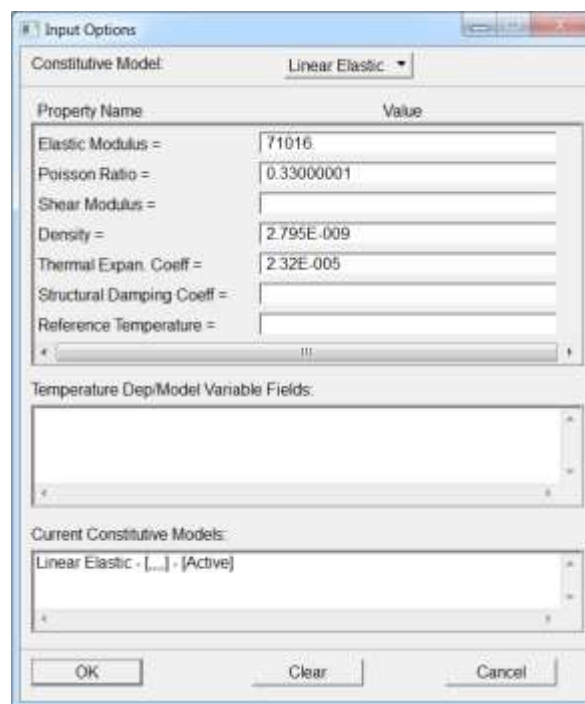 Input Options
Constitutive Model: Linear Elastic
Property Name Value
Elastic Modulus = 71016
Poisson Ratio = 0.33000001
Shear Modulus =
Density = 2.795E-009
Thermal Expan. Coeff = 2.32E-005
Structural Damping Coeff =
Reference Temperature =
Temperature Dep/Model Variable Fields:
Current Constitutive Models:
Linear Elastic - [,,,,] - [Active]
OK Clear Cancel